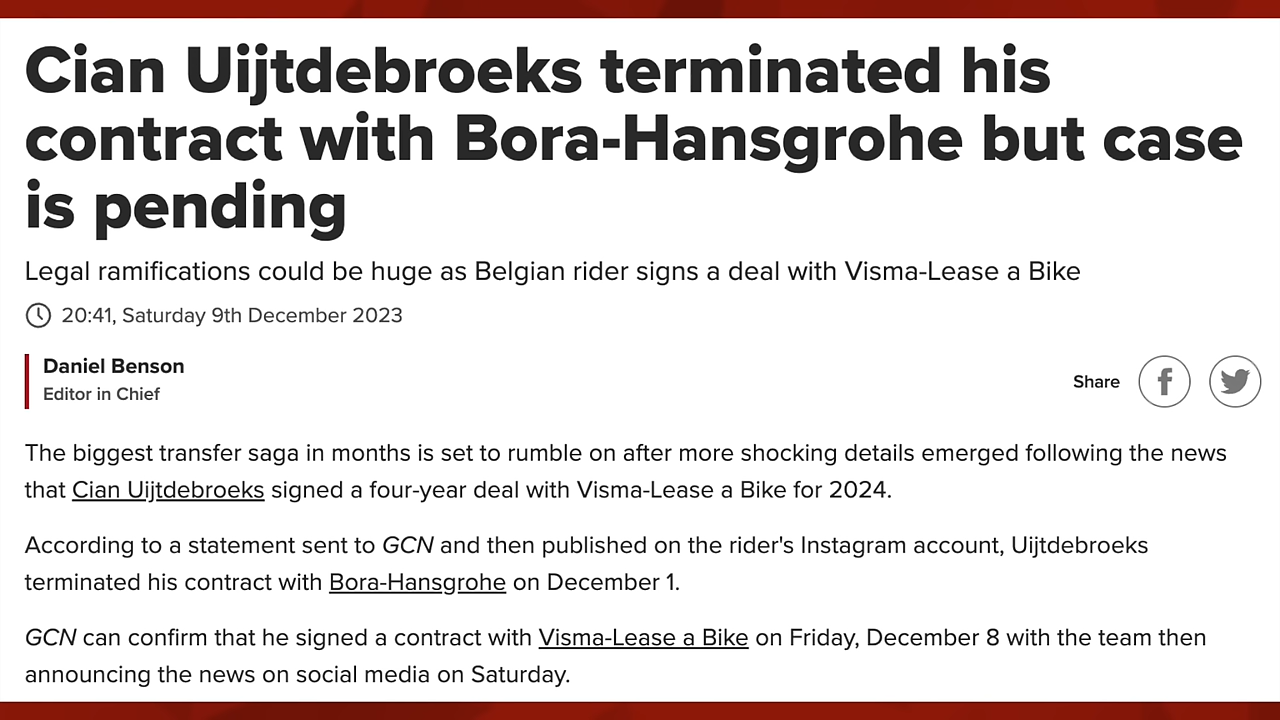 Cian Uijtdebroeks terminated his
contract with Bora-Hansgrohe but case
is pending
Legal ramifications could be huge as Belgian rider signs a deal with Visma-Lease a Bike
20:41, Saturday 9th December 2023
Daniel Benson
Editor in Chief
Share
The biggest transfer saga in months is set to rumble on after more shocking details emerged following the news
that Cian Uijtdebroeks signed a four-year deal with Visma-Lease a Bike for 2024.
According to a statement sent to GCN and then published on the rider's Instagram account, Uijtdebroeks
terminated his contract with Bora-Hansgrohe on December 1.
GCN can confirm that he signed a contract with Visma-Lease a Bike on Friday, December 8 with the team then
announcing the news on social media on Saturday.